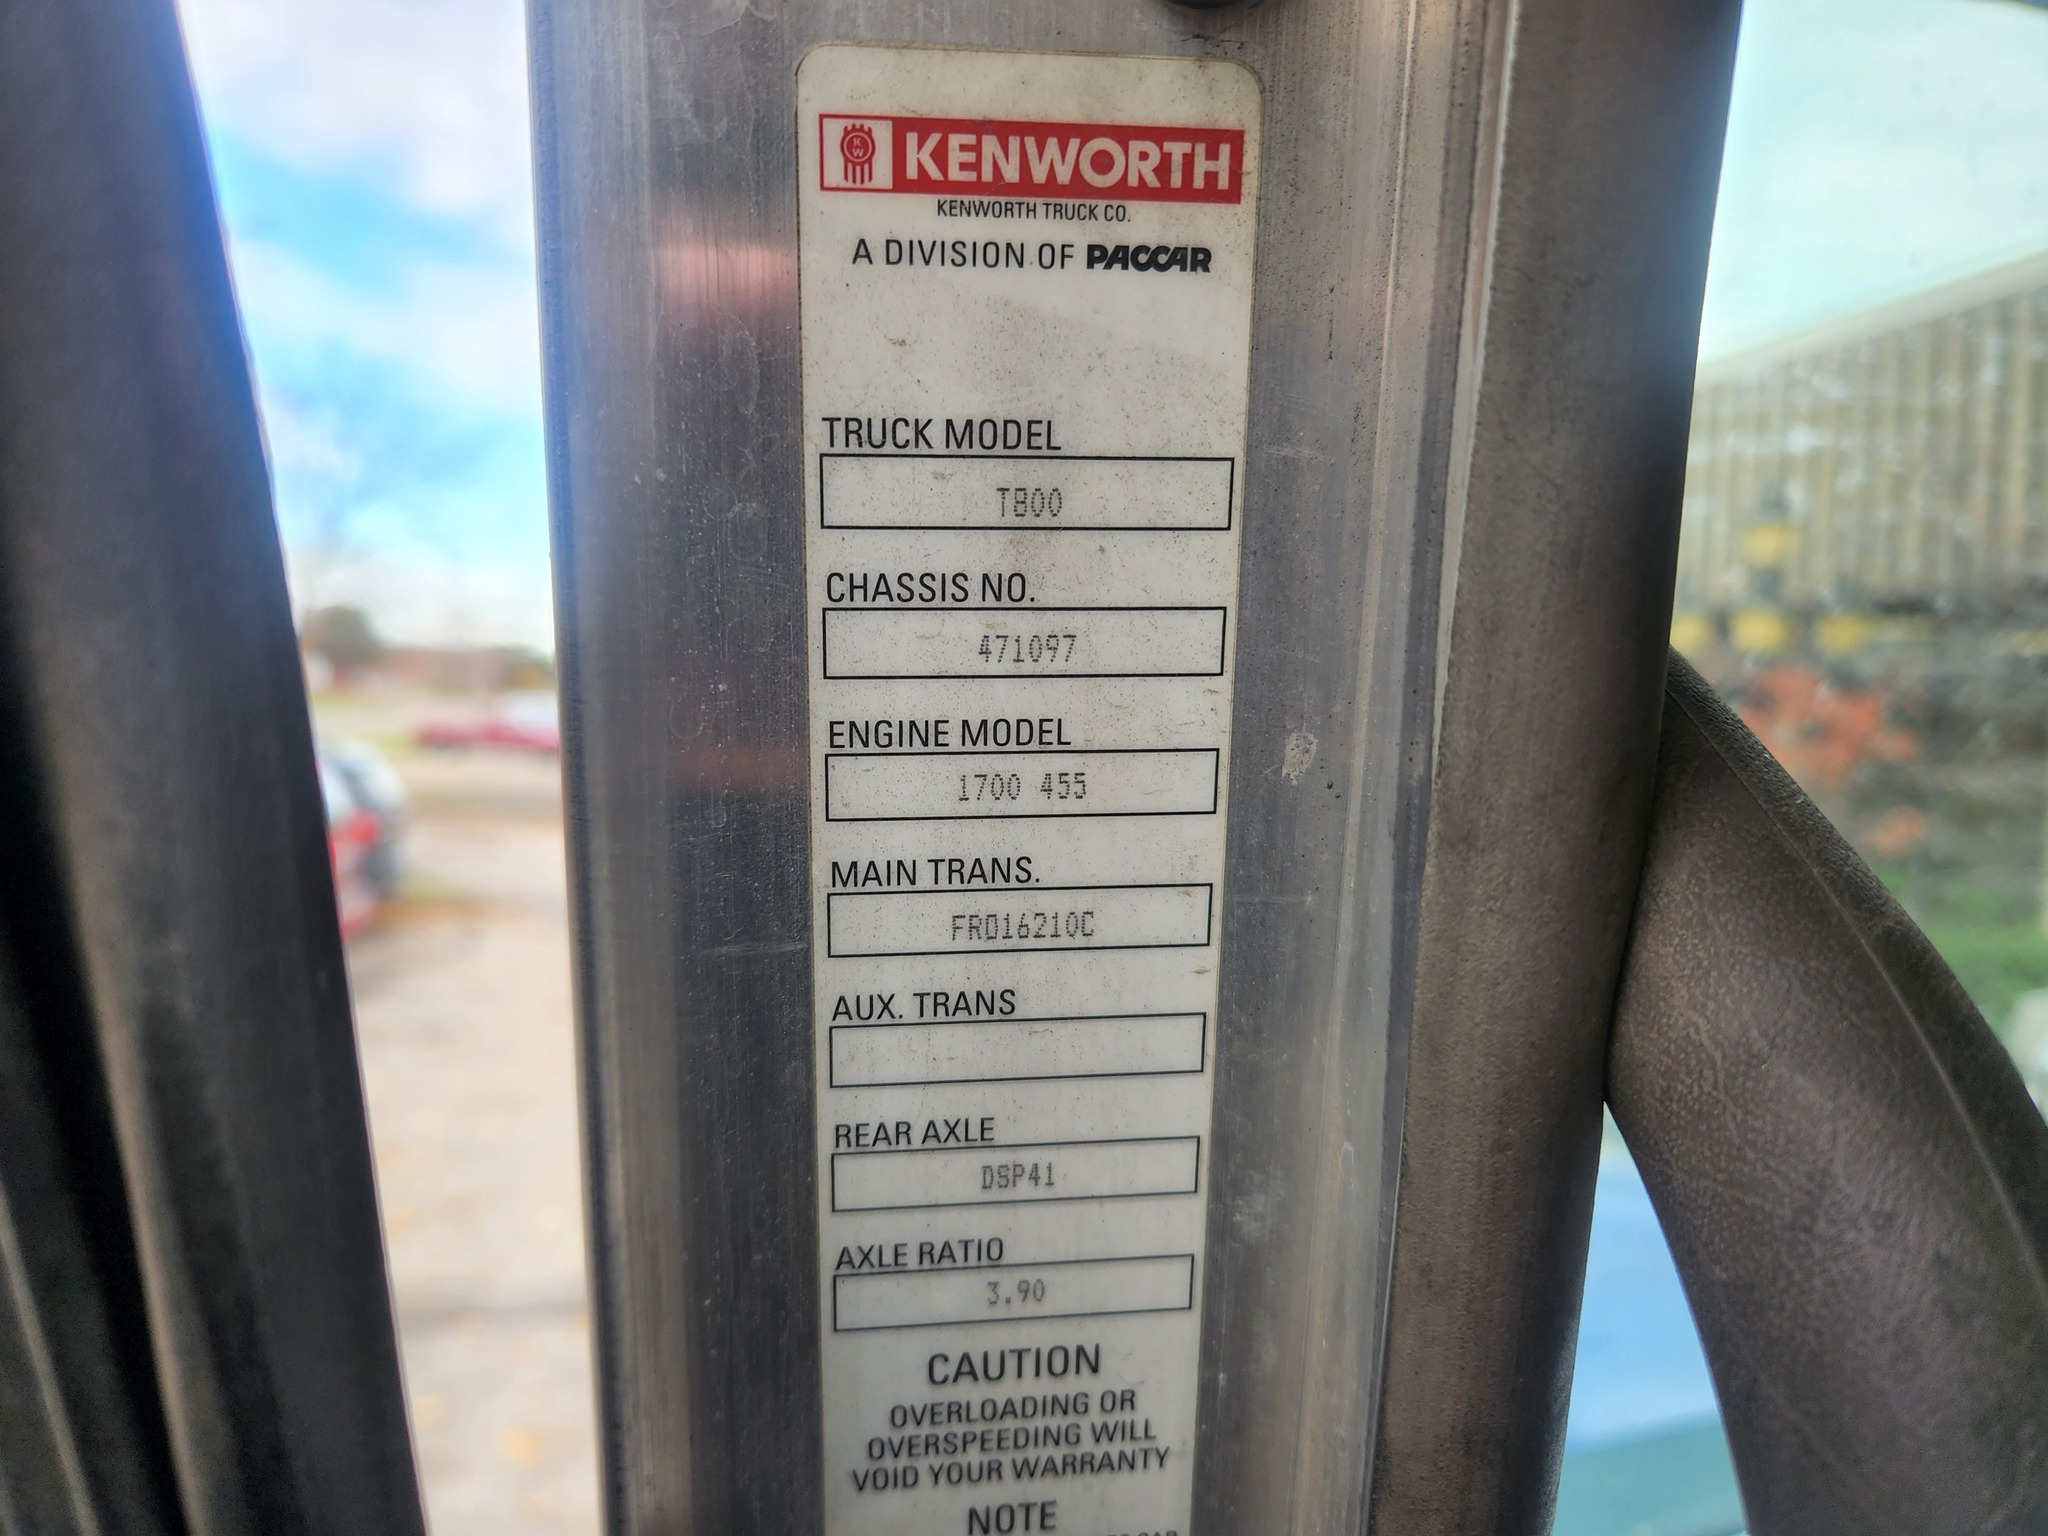 KW KENWORTH
KENWORTH TRUCK CO.
A DIVISION OF PACCAR
TRUCK MODEL
T800
CHASSIS NO.
471097
ENGINE MODEL
1700 455
MAIN TRANS.
FRO16210C
AUX. TRANS
REAR AXLE
DSP41
AXLE RATIO
3.90
CAUTION
OVERLOADING OR
OVERSPEEDING WILL
VOID YOUR WARRANTY
NOTE